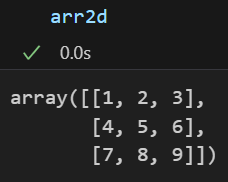 arr2d
0.0s
array([[1, 2, 3],
       [4, 5, 6],
       [7, 8, 9]])